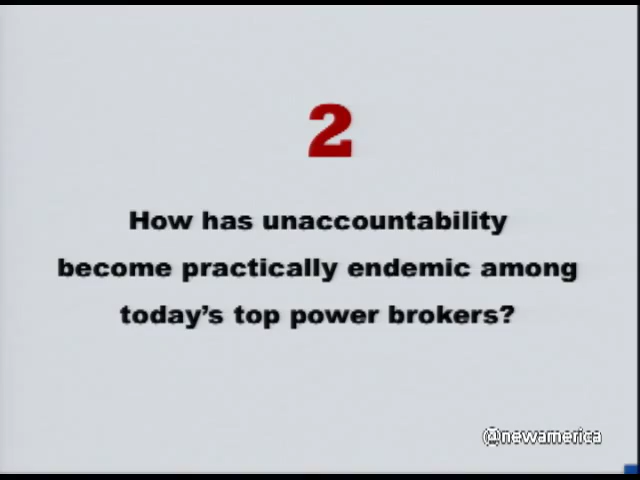 2
How has unaccountability
become practically endemic among
today's top power brokers?
@newamerica